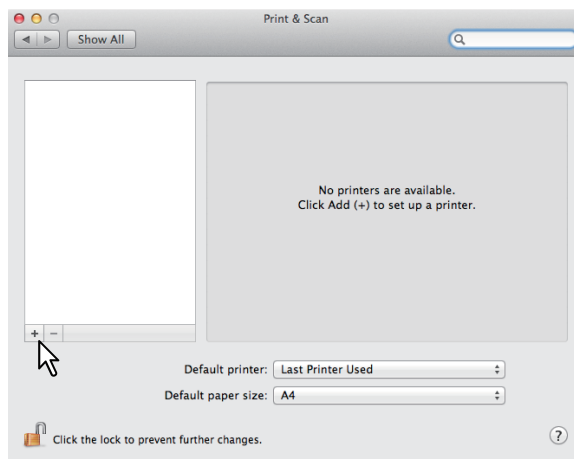 Print & Scan
Show All
No printers are available.
Click Add (+) to set up a printer.
+ −
Default printer: Last Printer Used
Default paper size: A4
Click the lock to prevent further changes.
?